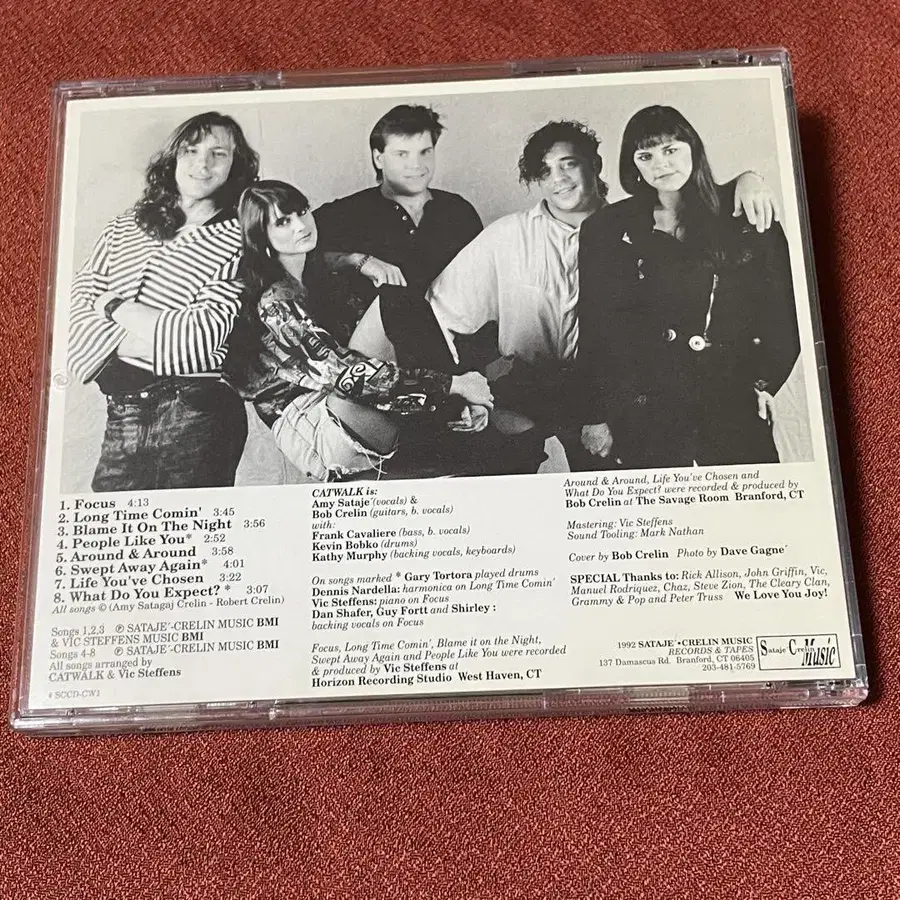 1. Focus 4:13
2. Long Time Comin' 3:45
3. Blame It On The Night 3:56
4. People Like You* 2:52
5. Around & Around 3:58
6. Swept Away Again* 4:01
7. Life You've Chosen 3:22
8. What Do You Expect? * 3:07
All songs © (Amy Satagaj Crelin - Robert Crelin)
Songs 1,2,3 ℗ SATAJE´-CRELIN MUSIC BMI
& VIC STEFFENS MUSIC BMI
Songs 4-8 ℗ SATAJE´-CRELIN MUSIC BMI
All songs arranged by
CATWALK & Vic Steffens
4 SCCD-CW1
CATWALK is:
Amy Sataje´(vocals) &
Bob Crelin (guitars, b. vocals)
with:
Frank Cavaliere (bass, b. vocals)
Kevin Bobko (drums)
Kathy Murphy (backing vocals, keyboards)
On songs marked * Gary Tortora played drums
Dennis Nardella: harmonica on Long Time Comin'
Vic Steffens: piano on Focus
Dan Shafer, Guy Fortt and Shirley :
backing vocals on Focus
Focus, Long Time Comin', Blame it on the Night,
Swept Away Again and People Like You were recorded
& produced by Vic Steffens at
Horizon Recording Studio West Haven, CT
Around & Around, Life You've Chosen and
What Do You Expect? were recorded & produced by
Bob Crelin at The Savage Room Branford, CT
Mastering: Vic Steffens
Sound Tooling: Mark Nathan
Cover by Bob Crelin Photo by Dave Gagne´
SPECIAL Thanks to: Rick Allison, John Griffin, Vic,
Manuel Rodriquez, Chaz, Steve Zion, The Cleary Clan,
Grammy & Pop and Peter Truss We Love You Joy!
1992 SATAJE´•CRELIN MUSIC
RECORDS & TAPES
137 Damascus Rd. Branford, CT 06405
203-481-5769
Sataje Crelin Music